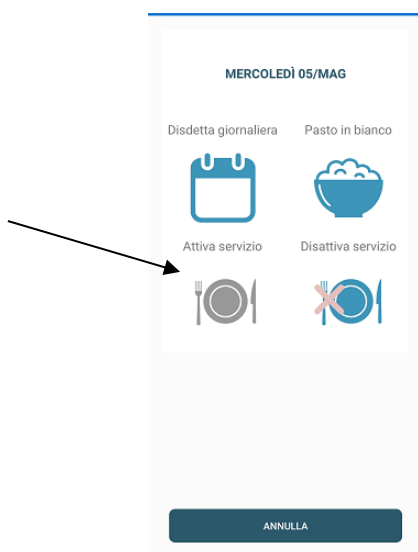 MERCOLEDÌ 05/MAG
Disdetta giornaliera Pasto in bianco
Attiva servizio Disattiva servizio
ANNULLA